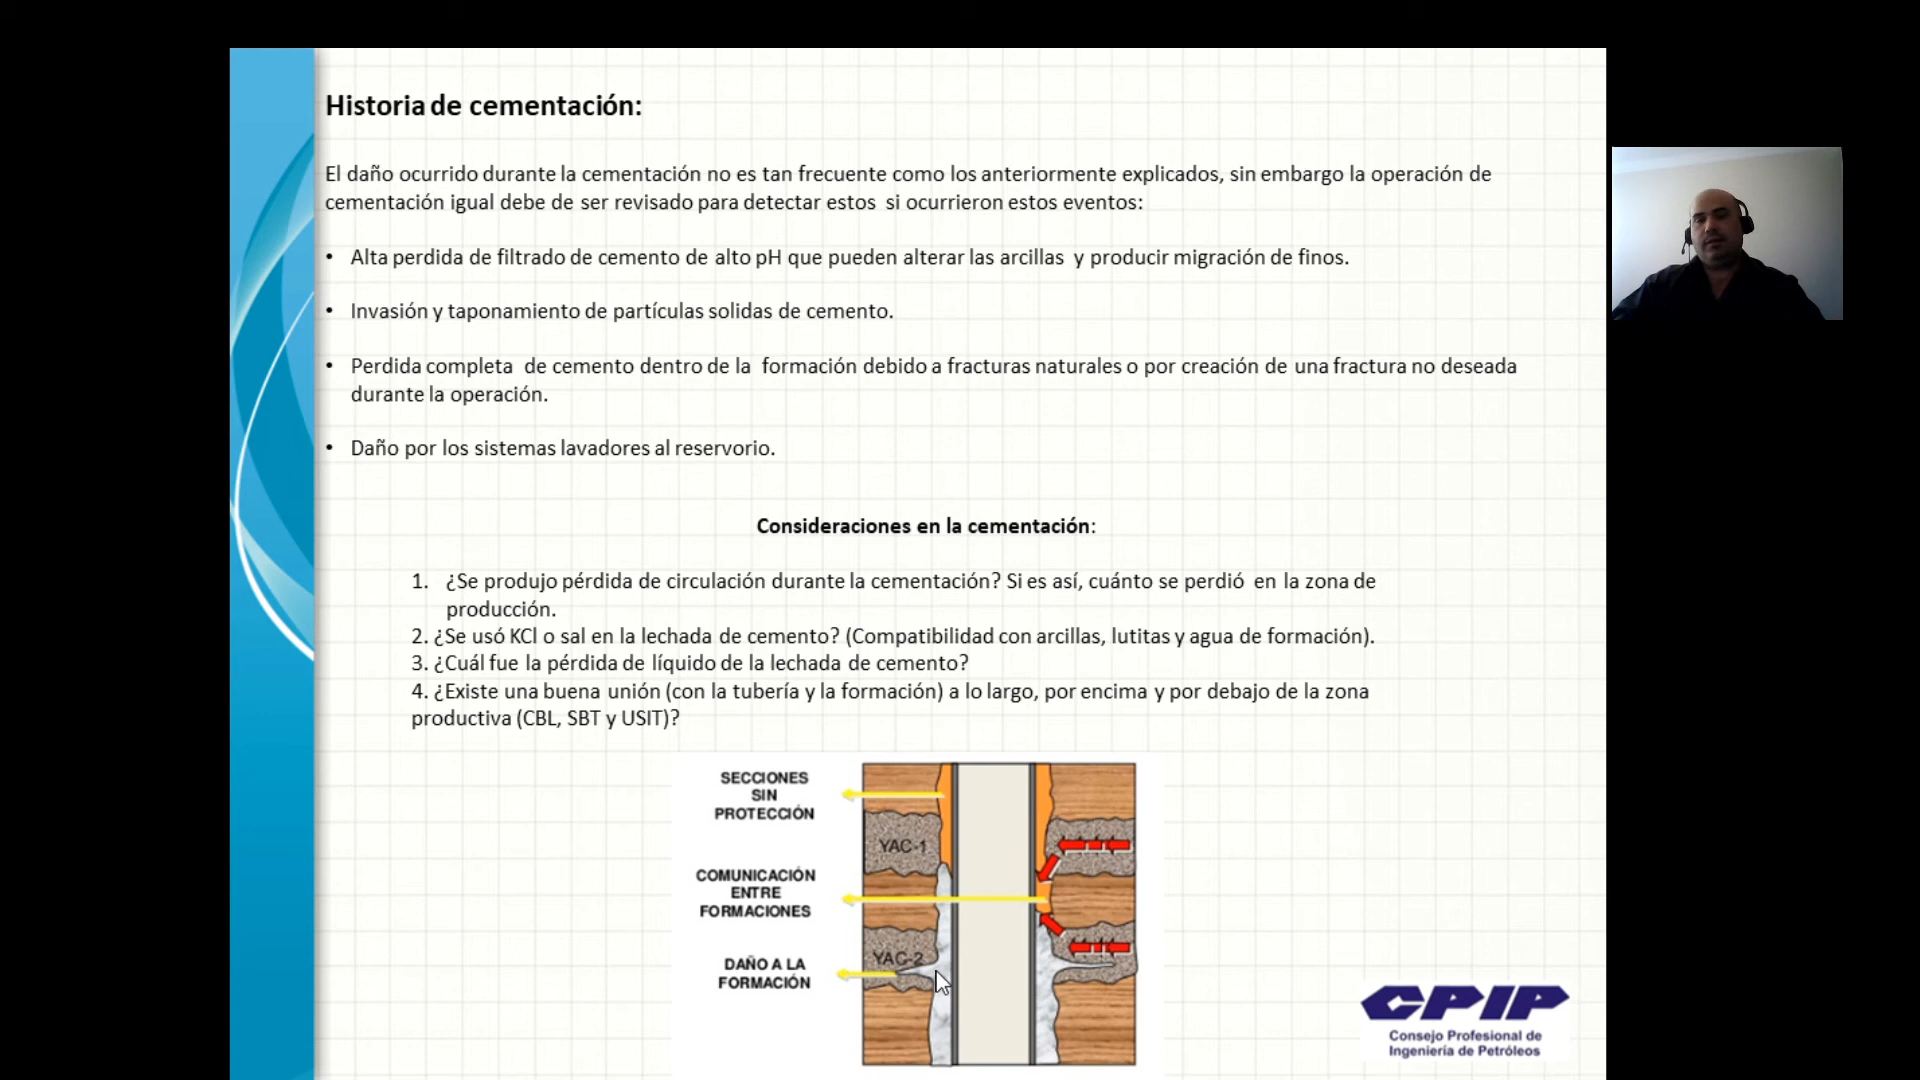 Historia de cementación:
El daño ocurrido durante la cementación no es tan frecuente como los anteriormente explicados, sin embargo la operación de
cementación igual debe de ser revisado para detectar estos si ocurrieron estos eventos:
• Alta perdida de filtrado de cemento de alto pH que pueden alterar las arcillas y producir migración de finos.
• Invasión y taponamiento de partículas solidas de cemento.
• Perdida completa de cemento dentro de la formación debido a fracturas naturales o por creación de una fractura no deseada
durante la operación.
• Daño por los sistemas lavadores al reservorio.
Consideraciones en la cementación:
1. ¿Se produjo pérdida de circulación durante la cementación? Si es así, cuánto se perdió en la zona de
producción.
2. ¿Se usó KCl o sal en la lechada de cemento? (Compatibilidad con arcillas, lutitas y agua de formación).
3. ¿Cuál fue la pérdida de líquido de la lechada de cemento?
4. ¿Existe una buena unión (con la tubería y la formación) a lo largo, por encima y por debajo de la zona
productiva (CBL, SBT y USIT)?
SECCIONES
SIN
PROTECCIÓN
YAC-1
COMUNICACIÓN
ENTRE
FORMACIONES
YAC-2
DAÑO A LA
FORMACIÓN
CPIP
Consejo Profesional de
Ingeniería de Petróleos